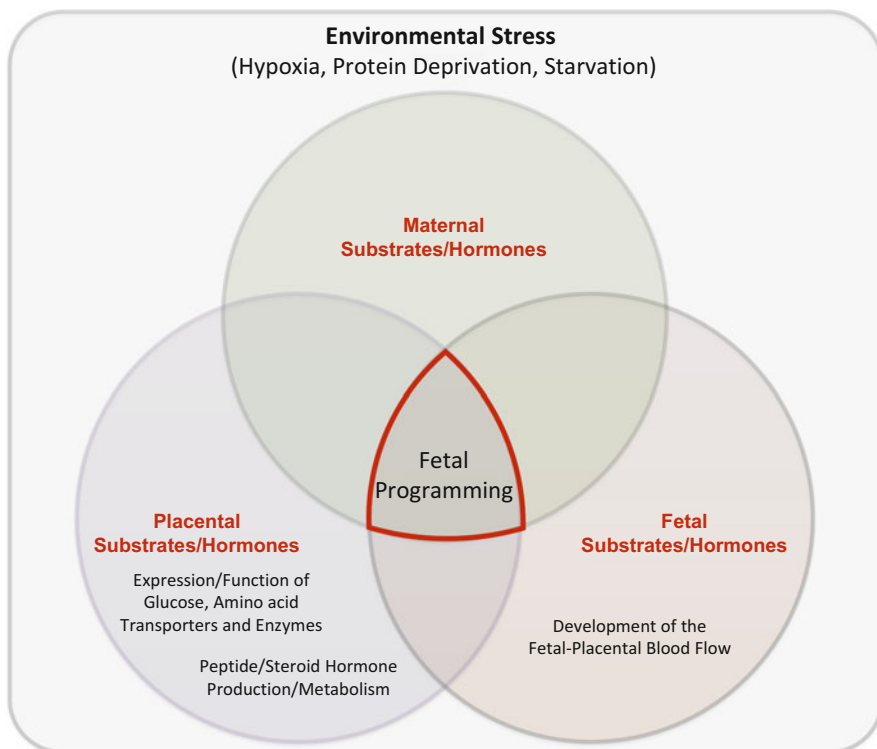 Environmental Stress
(Hypoxia, Protein Deprivation, Starvation)
Maternal
Substrates/Hormones
Fetal
Programming
Placental
Substrates/Hormones
Expression/Function of
Glucose, Amino acid
Transporters and Enzymes
Peptide/Steroid Hormone
Production/Metabolism
Fetal
Substrates/Hormones
Development of the
Fetal-Placental Blood Flow